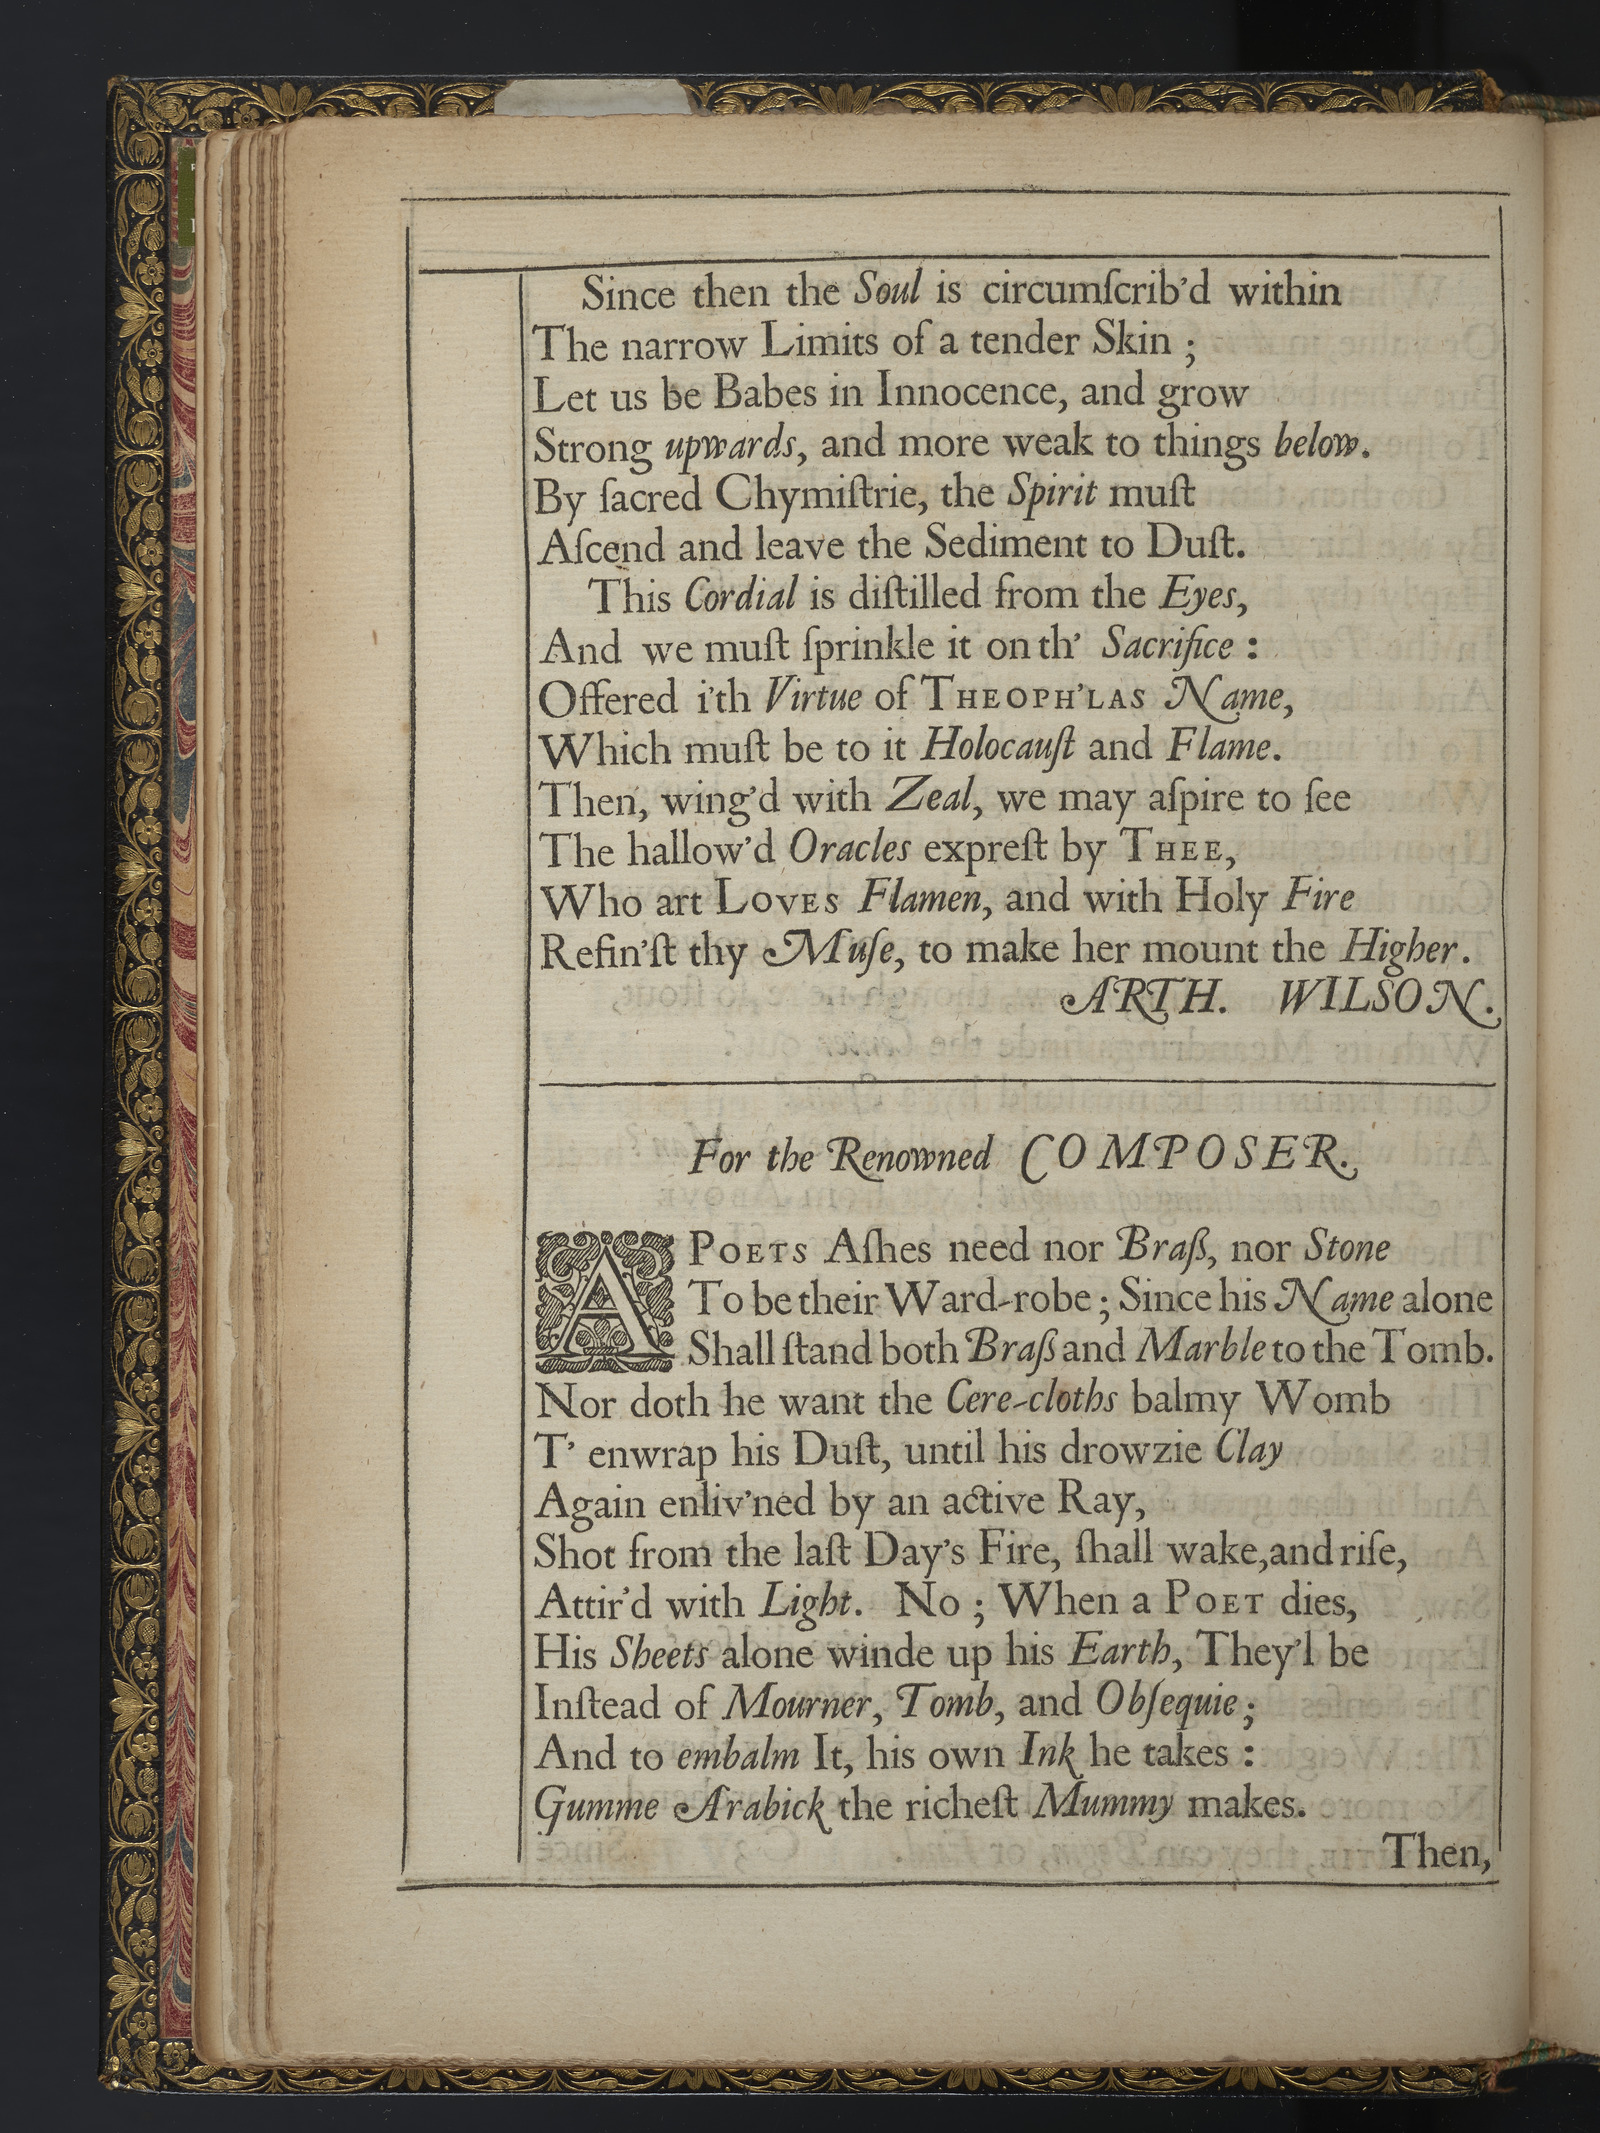 Since then the Soul is circumſcrib’d within
The narrow Limits of a tender Skin ;
Let us be Babes in Innocence, and grow
Strong upwards, and more weak to things below.
By ſacred Chymiſtrie, the Spirit muſt
Aſcend and leave the Sediment to Duſt.
This Cordial is diſtilled from the Eyes,
And we muſt ſprinkle it on th’ Sacrifice :
Offered i’th Virtue of THEOPH’LAS Name,
Which muſt be to it Holocauſt and Flame.
Then, wing’d with Zeal, we may aſpire to ſee
The hallow’d Oracles expreſt by THEE,
Who art LOVES Flamen, and with Holy Fire
Refin’ſt thy Muſe, to make her mount the Higher.
ARTH. WILSON.
For the Renowned COMPOSER.
A POETS Aſhes need nor Braß, nor Stone
To be their Ward-robe ; Since his Name alone
Shall ſtand both Braß and Marble to the Tomb.
Nor doth he want the Cere-cloths balmy Womb
T’ enwrap his Duſt, until his drowzie Clay
Again enliv’ned by an active Ray,
Shot from the laſt Day’s Fire, ſhall wake, and riſe,
Attir’d with Light. No ; When a POET dies,
His Sheets alone winde up his Earth, They’l be
Inſtead of Mourner, Tomb, and Obſequie ;
And to embalm It, his own Ink he takes :
Gumme Arabick the richeſt Mummy makes.
Then,